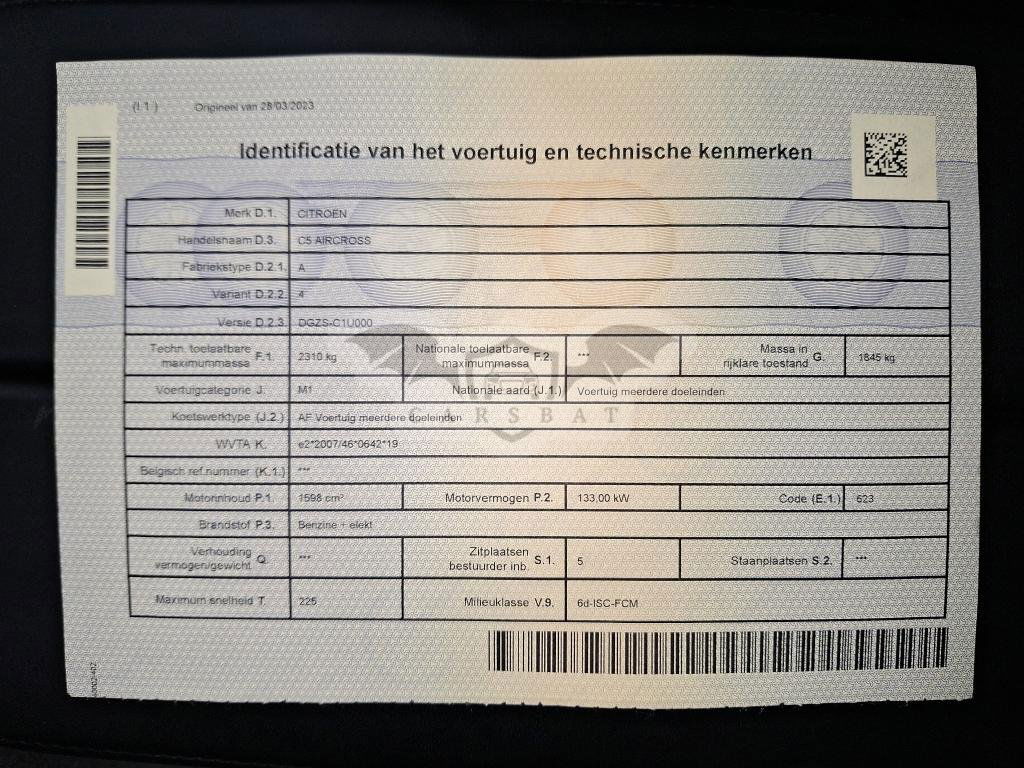 (I.1)
Origineel van 28/03/2023
Identificatie van het voertuig en technische kenmerken
Merk D.1. CITROEN
Handelsnaam D.3. C5 AIRCROSS
Fabriekstype D.2.1. A
Variant D.2.2. 4
Versie D.2.3. DGZS-C1U000
Techn. toelaatbare maximummassa F.1. 2310 kg Nationale toelaatbare maximummassa F.2. *** Massa in rijklare toestand G. 1845 kg
Voertuigcategorie J. M1 Nationale aard (J.1.) Voertuig meerdere doeleinden
Koetswerktype (J.2.) AF Voertuig meerdere doeleinden
CARSBAT
WVTA K. e2*2007/46*0642*19
Belgisch ref.nummer (K.1.) ***
Motorinhoud P.1. 1598 cm³ Motorvermogen P.2. 133,00 kW Code (E.1.) 623
Brandstof P.3. Benzine + elekt
Verhouding vermogen/gewicht Q. *** Zitplaatsen bestuurder inb. S.1. 5 Staanplaatsen S.2. ***
Maximum snelheid T. 225 Milieuklasse V.9. 6d-ISC-FCM